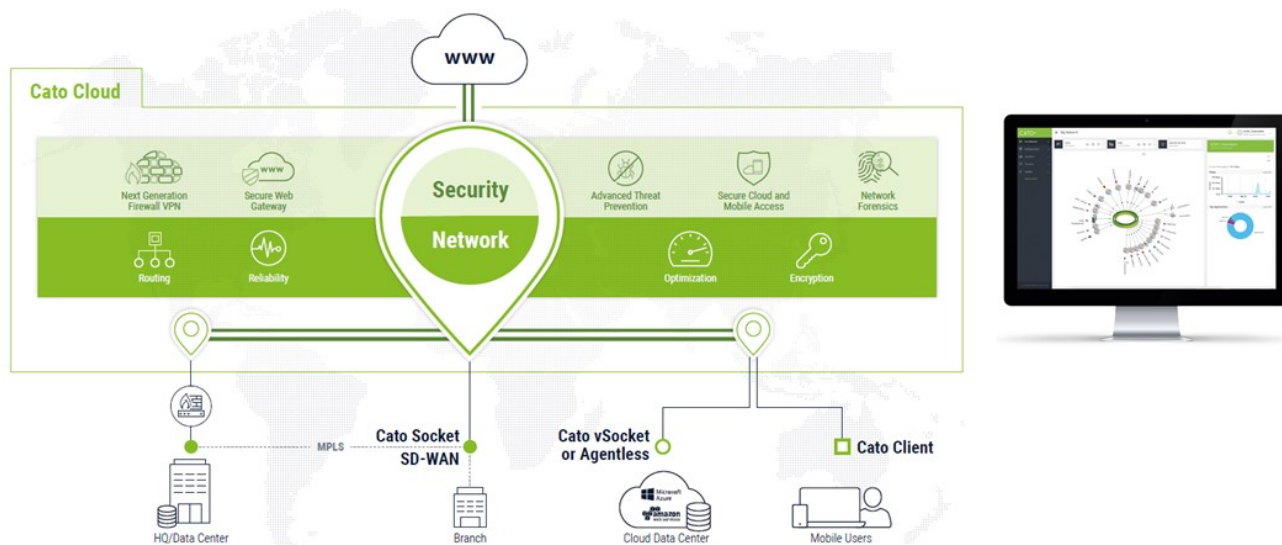 www
Cato Cloud
Next Generation
Firewall VPN
Secure Web
Gateway
www
Security
Advanced Threat
Prevention
Secure Cloud and
Mobile Access
Network
Forensics
Network
Routing
Reliability
Optimization
Encryption
MPLS
Cato Socket
SD-WAN
Cato vSocket
or Agentless
Cato Client
Microsoft
Azure
amazon
web services
HQ/Data Center
Branch
Cloud Data Center
Mobile Users
CATO